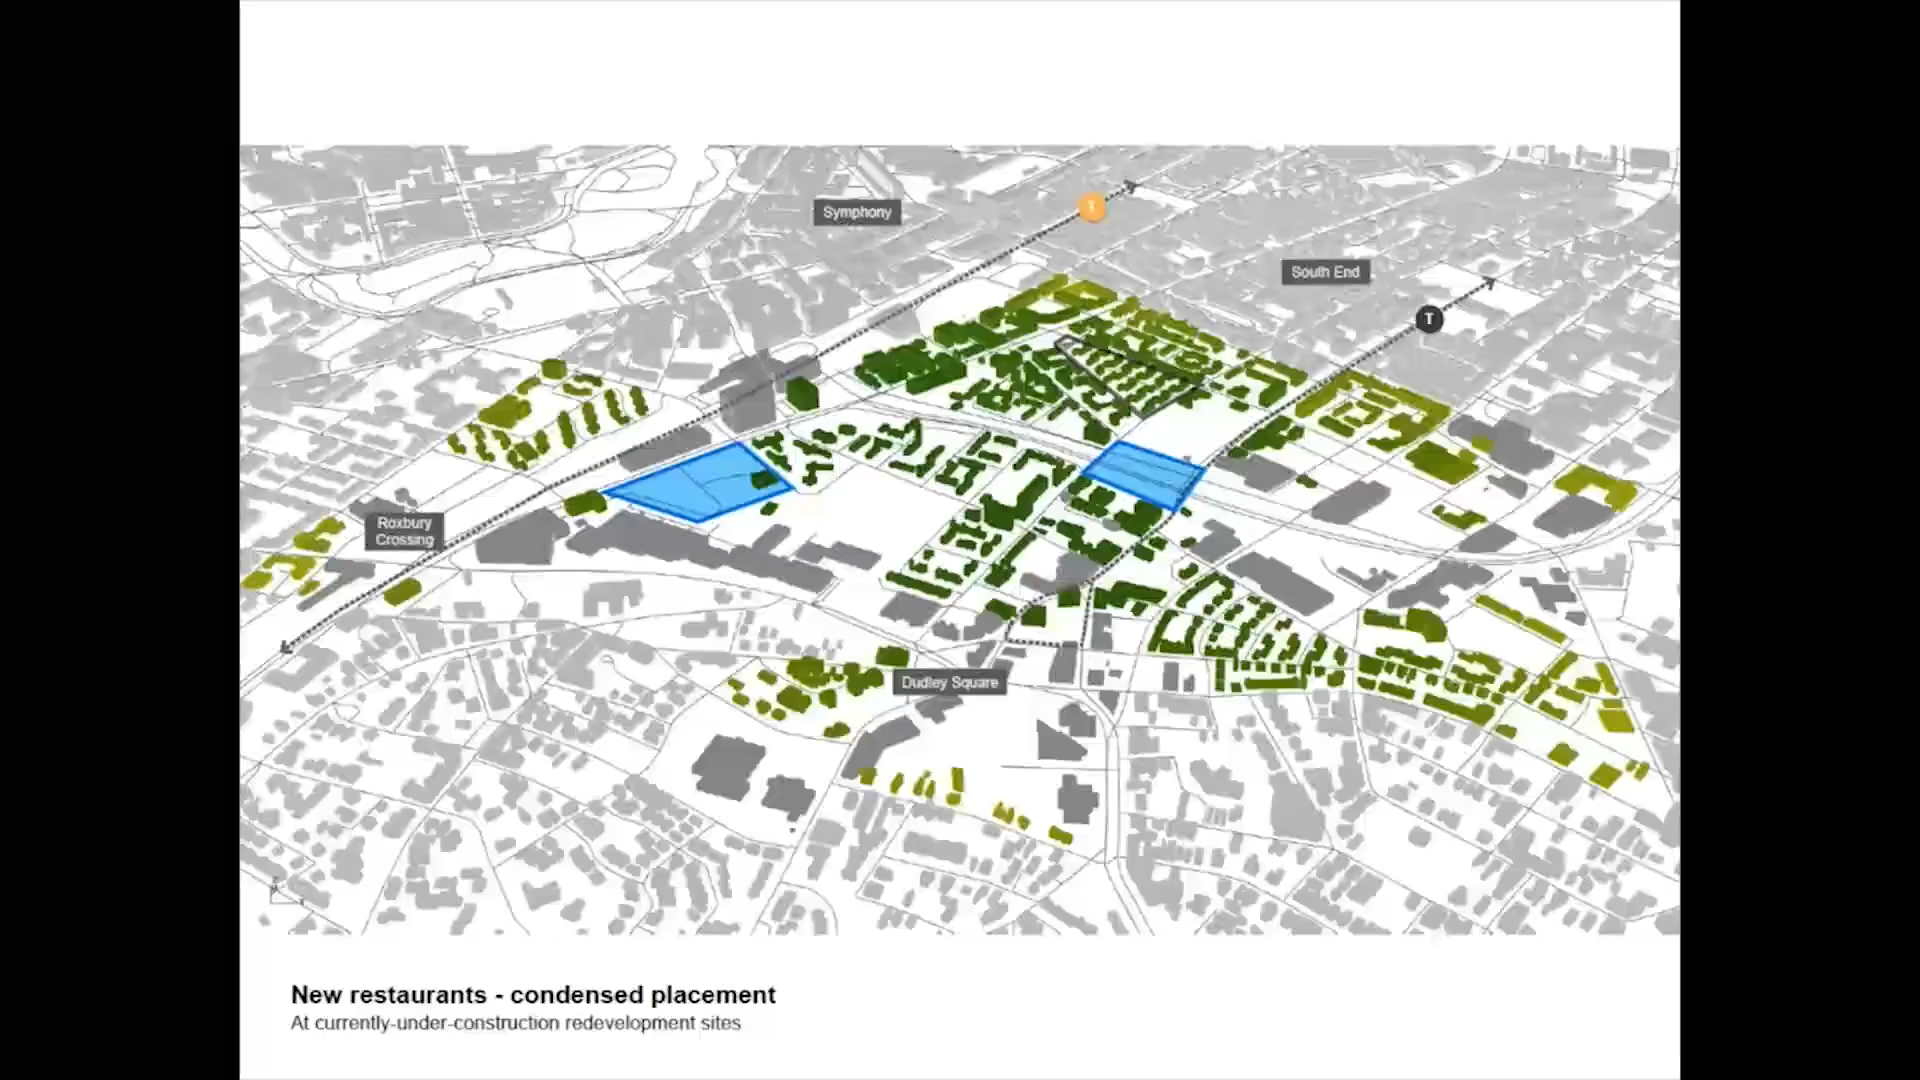 Symphony
T
South End
T
Roxbury
Crossing
Dudley Square
New restaurants - condensed placement
At currently-under-construction redevelopment sites